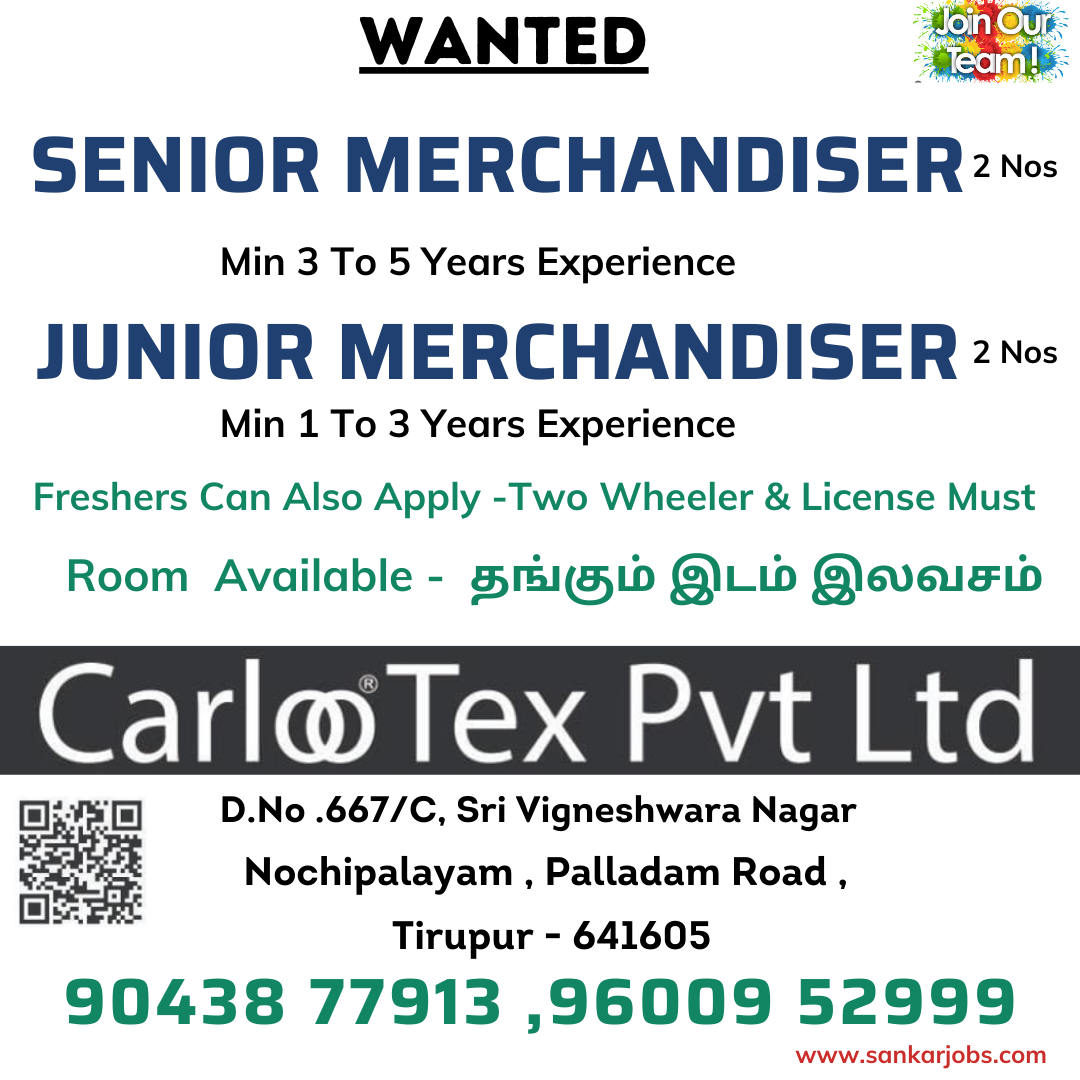 WANTED
Join Our
Team !
SENIOR MERCHANDISER 2 Nos
Min 3 To 5 Years Experience
JUNIOR MERCHANDISER 2 Nos
Min 1 To 3 Years Experience
Freshers Can Also Apply -Two Wheeler & License Must
Room Available - தங்கும் இடம் இலவசம்
Carloo® Tex Pvt Ltd
D.No .667/C, Sri Vigneshwara Nagar
Nochipalayam , Palladam Road ,
Tirupur - 641605
90438 77913 ,96009 52999
www.sankarjobs.com